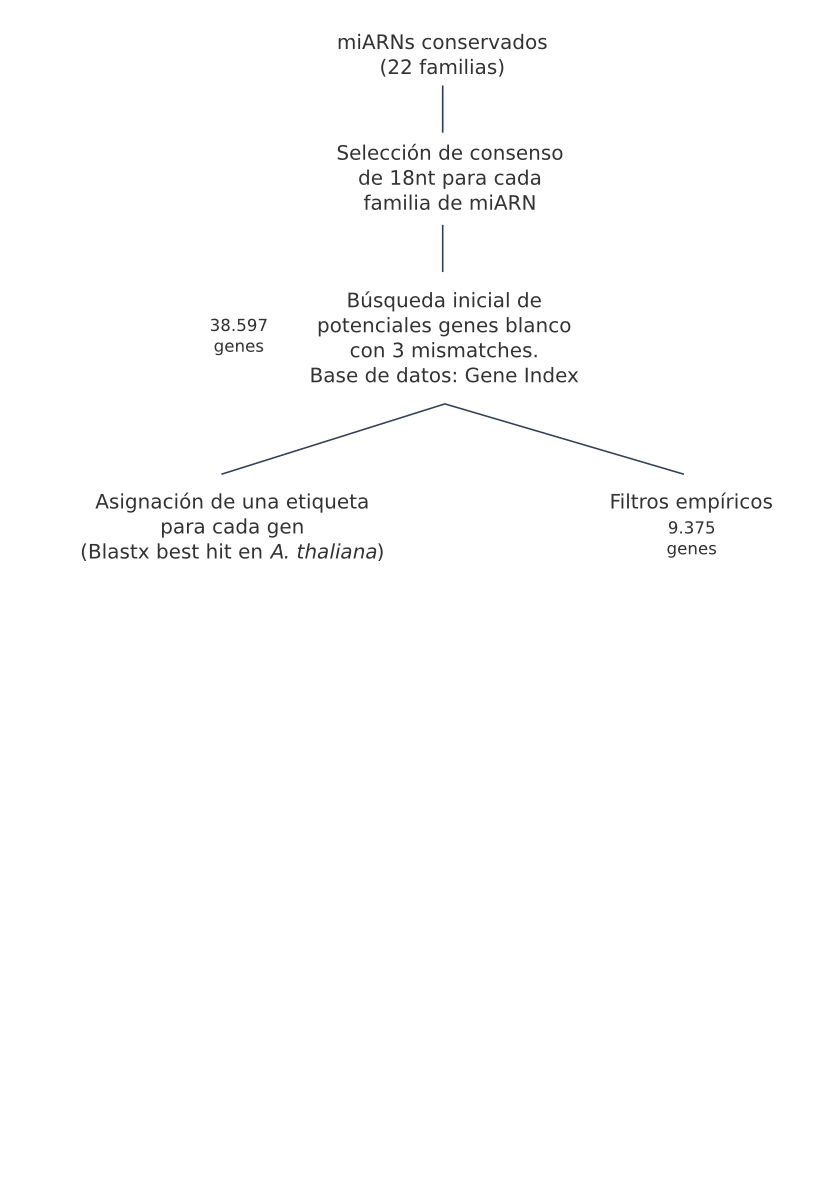 miARNs conservados
(22 familias)
Selección de consenso
de 18nt para cada
familia de miARN
38.597
genes
Búsqueda inicial de
potenciales genes blanco
con 3 mismatches.
Base de datos: Gene Index
Asignación de una etiqueta
para cada gen
(Blastx best hit en A. thaliana)
Filtros empíricos
9.375
genes